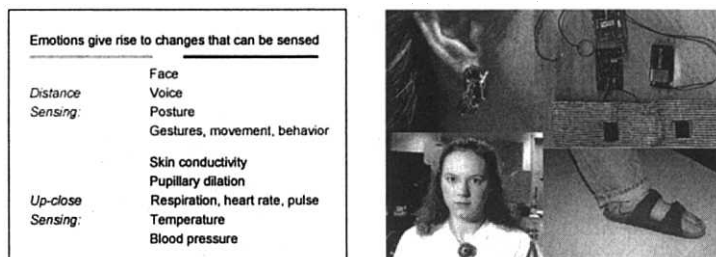 Emotions give rise to changes that can be sensed
Face
Distance Voice
Sensing: Posture
Gestures, movement, behavior
Skin conductivity
Pupillary dilation
Up-close Respiration, heart rate, pulse
Sensing: Temperature
Blood pressure